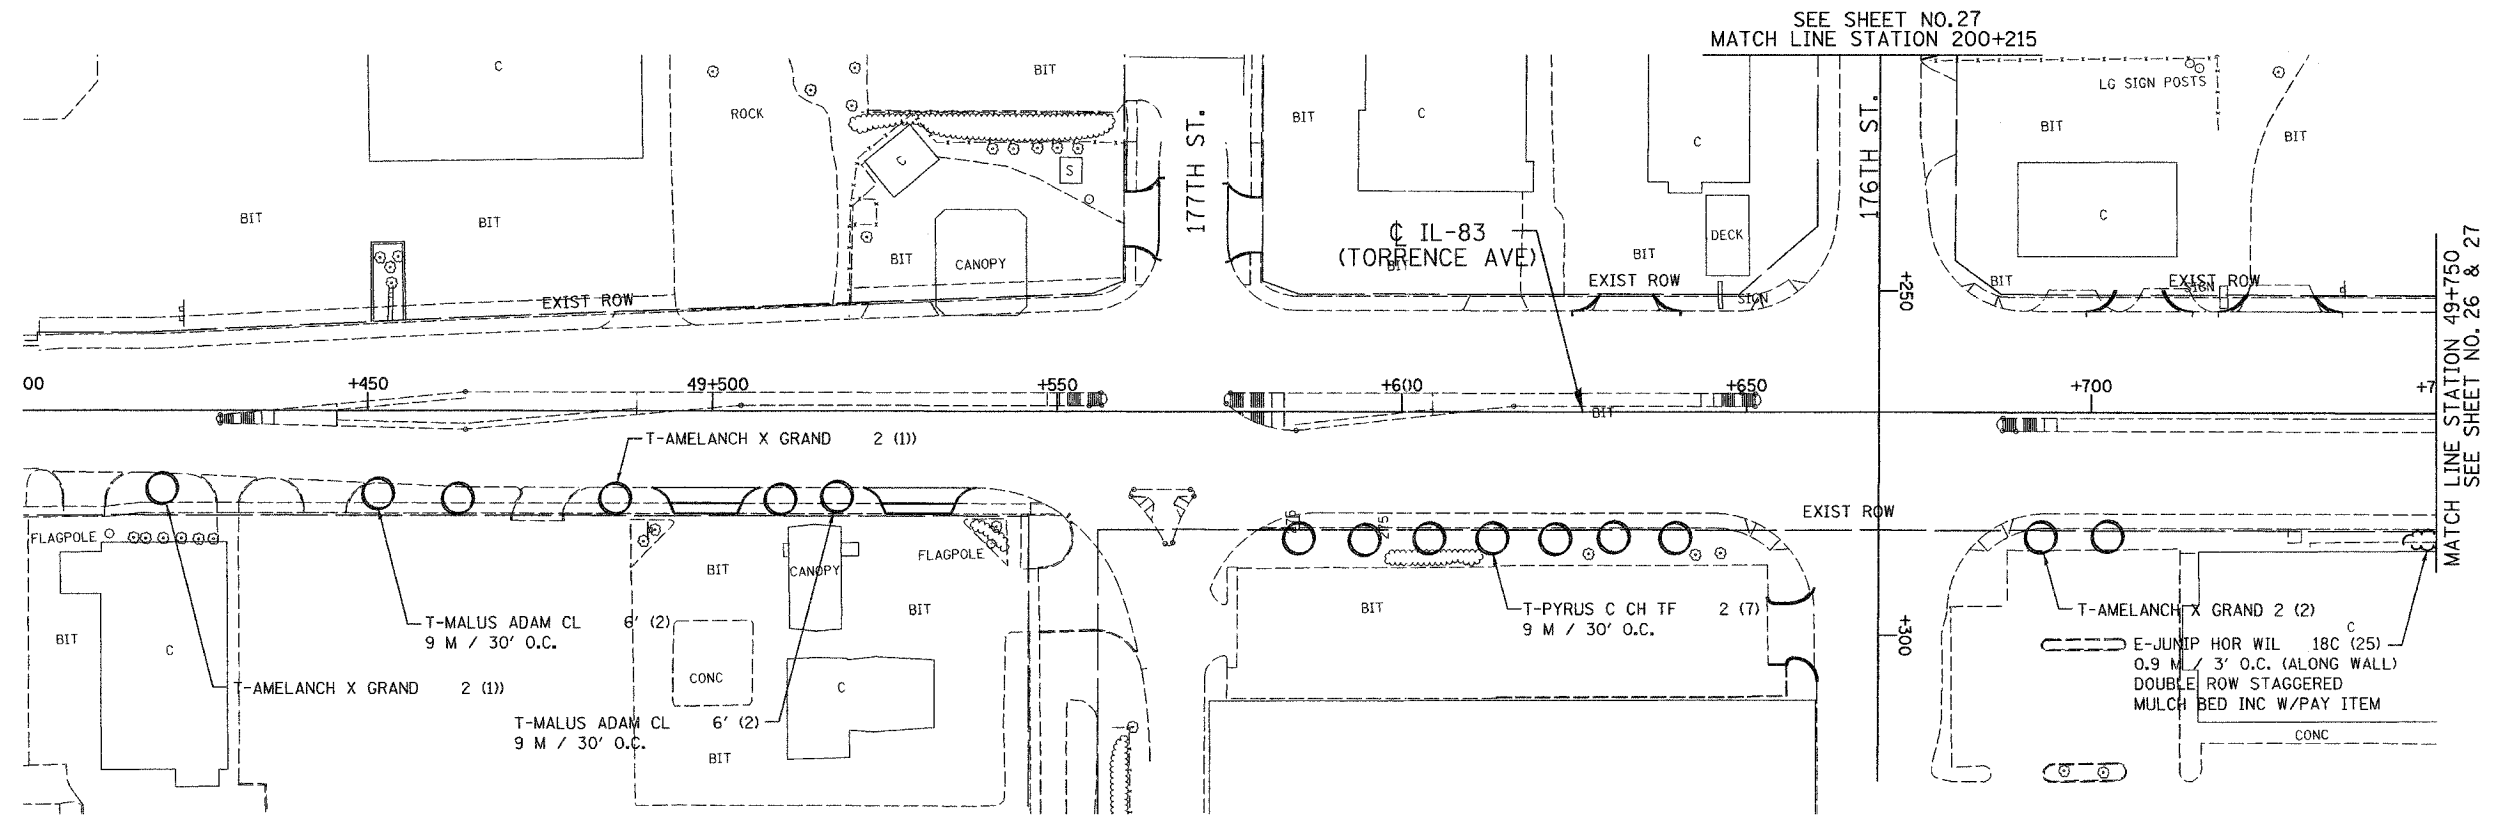 SEE SHEET NO.27
MATCH LINE STATION 200+215
C
BIT
ROCK
C
S
177TH ST.
BIT
C
C
176TH ST.
LG SIGN POSTS
BIT
BIT
C
BIT
BIT
BIT
CANOPY
℄ IL-83
(TORRENCE AVE)
BIT
DECK
BIT
EXIST ROW
EXIST ROW
SIGN
+250
BIT
EXIST ROW
SIGN
MATCH LINE STATION 49+750
SEE SHEET NO. 26 & 27
00
+450
49+500
+550
+600
+650
+700
+7
BIT
T-AMELANCH X GRAND 2 (1))
EXIST ROW
FLAGPOLE
BIT
C
T-MALUS ADAM CL 6' (2)
9 M / 30' O.C.
T-AMELANCH X GRAND 2 (1))
BIT
CANOPY
FLAGPOLE
BIT
CONC
C
T-MALUS ADAM CL 6' (2)
9 M / 30' O.C.
BIT
275
BIT
T-PYRUS C CH TF 2 (7)
9 M / 30' O.C.
+300
T-AMELANCH X GRAND 2 (2)
C
E-JUNIP HOR WIL 18C (25)
0.9 M / 3' O.C. (ALONG WALL)
DOUBLE ROW STAGGERED
MULCH BED INC W/PAY ITEM
CONC